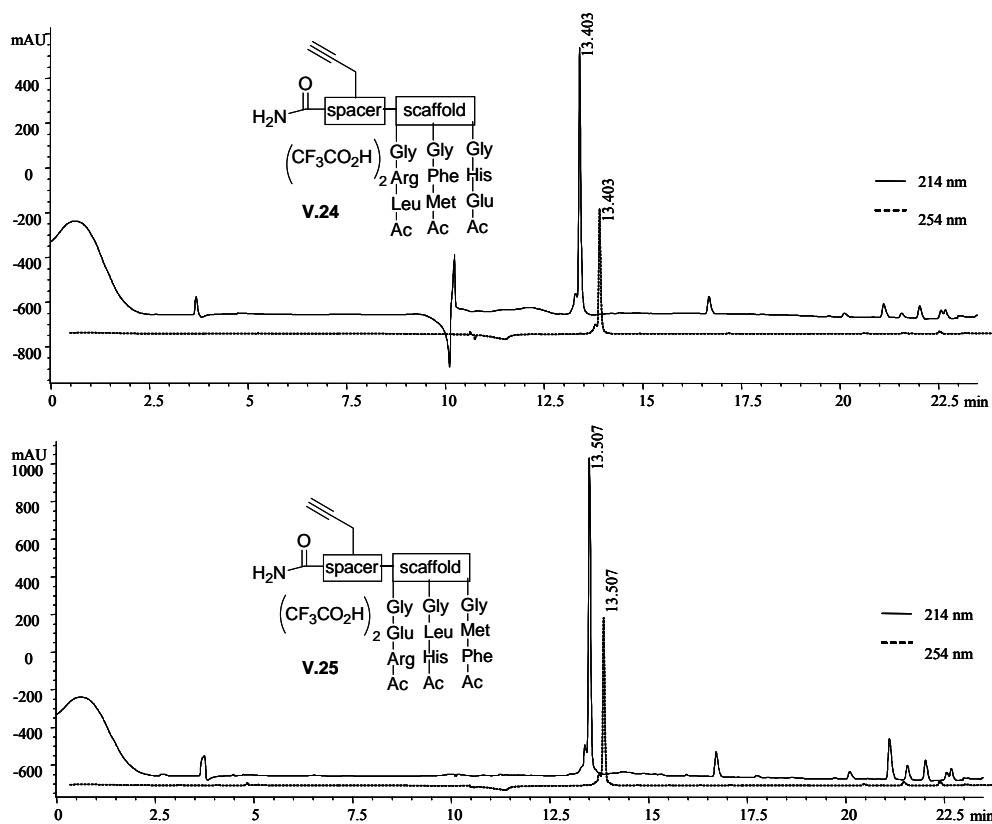 mAU
400
200
0
-200
-400
-600
-800
0
2.5
5
7.5
10
12.5
15
17.5
20
22.5
min
13.403
13.403
214 nm
254 nm
O
H₂N
spacer
scaffold
(CF₃CO₂H)₂
Gly Gly Gly
Arg Phe His
Leu Met Glu
Ac Ac Ac
V.24
mAU
1000
800
600
400
200
0
-200
-400
-600
0
2.5
5
7.5
10
12.5
15
17.5
20
22.5
min
13.507
13.507
214 nm
254 nm
O
H₂N
spacer
scaffold
(CF₃CO₂H)₂
Gly Gly Gly
Glu Leu Met
Arg His Phe
Ac Ac Ac
V.25